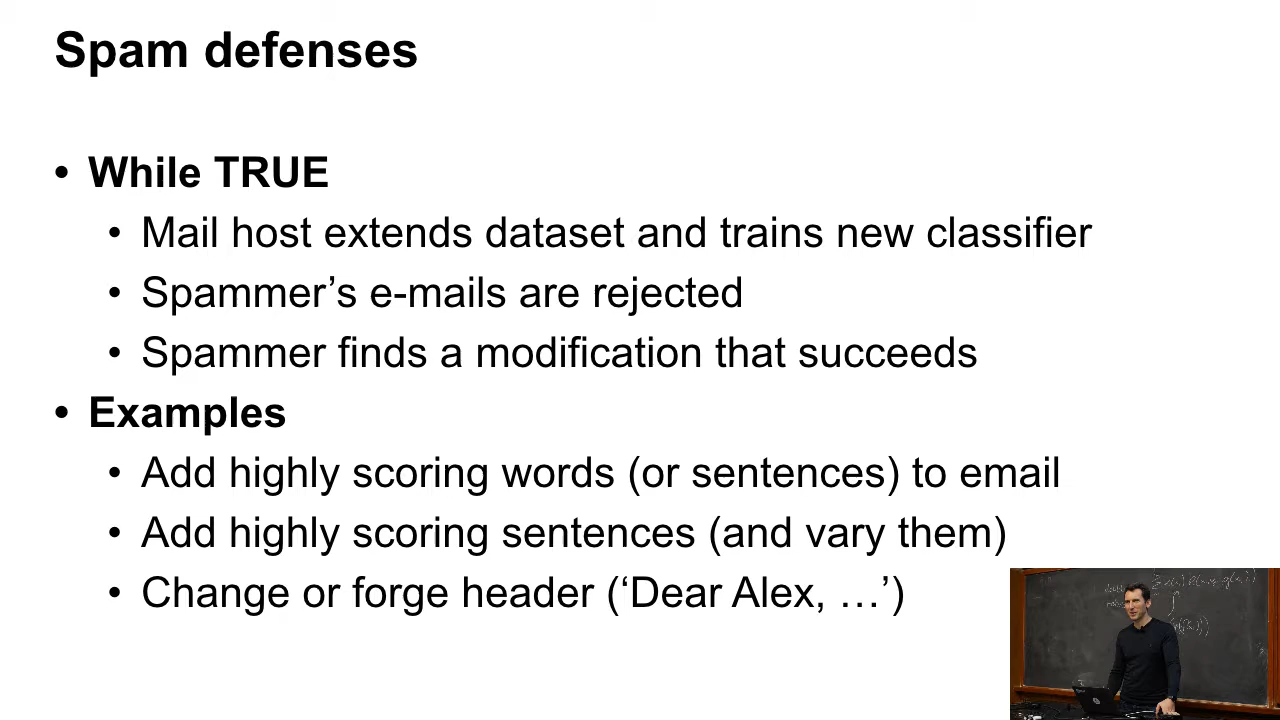 Spam defenses
• While TRUE
• Mail host extends dataset and trains new classifier
• Spammer’s e-mails are rejected
• Spammer finds a modification that succeeds
• Examples
• Add highly scoring words (or sentences) to email
• Add highly scoring sentences (and vary them)
• Change or forge header (‘Dear Alex, …’)